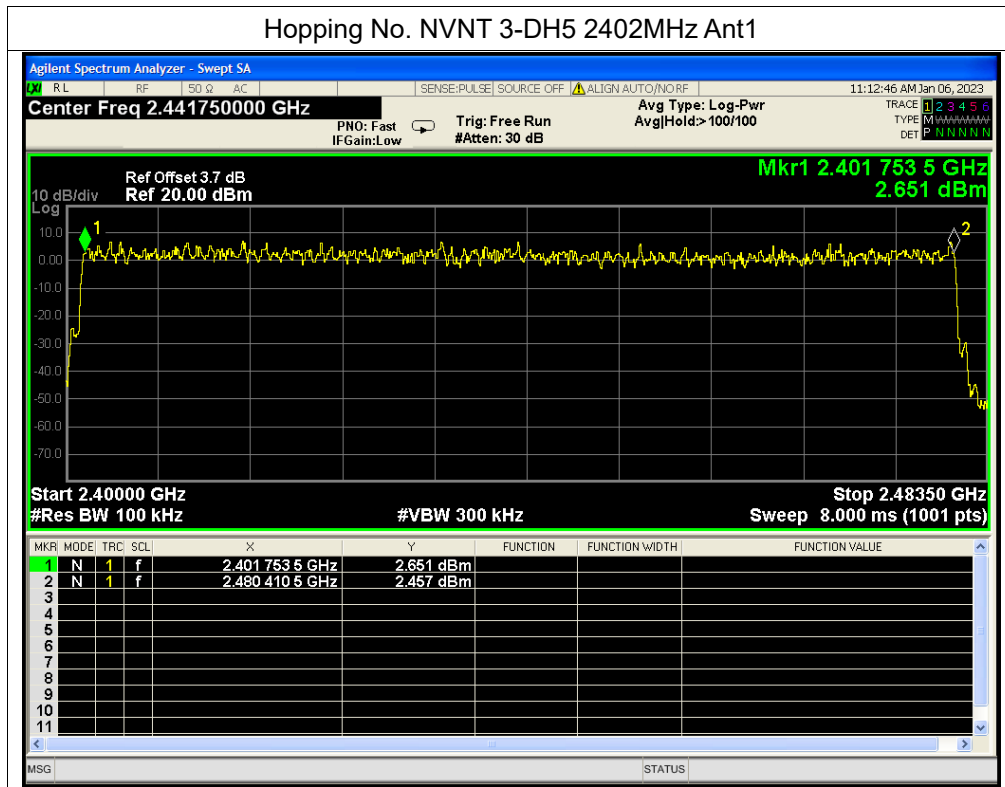 Hopping No. NVNT 3-DH5 2402MHz Ant1
Agilent Spectrum Analyzer - Swept SA
LXI RL RF 50 Ω AC SENSE:PULSE SOURCE OFF ALIGN AUTO/NO RF 11:12:46 AM Jan 06, 2023
Center Freq 2.441750000 GHz
PNO: Fast
IFGain:Low
Trig: Free Run
#Atten: 30 dB
Avg Type: Log-Pwr
Avg|Hold:> 100/100
TRACE 1 2 3 4 5 6
TYPE M WWWWW
DET P N N N N N
Mkr1 2.401 753 5 GHz
2.651 dBm
Ref Offset 3.7 dB
10 dB/div Ref 20.00 dBm
Log
10.0
0.00
-10.0
-20.0
-30.0
-40.0
-50.0
-60.0
-70.0
1
2
Start 2.40000 GHz Stop 2.48350 GHz
#Res BW 100 kHz #VBW 300 kHz Sweep 8.000 ms (1001 pts)
MKR MODE TRC SCL X Y FUNCTION FUNCTION WIDTH FUNCTION VALUE
1 N 1 f 2.401 753 5 GHz 2.651 dBm
2 N 1 f 2.480 410 5 GHz 2.457 dBm
3
4
5
6
7
8
9
10
11
MSG STATUS